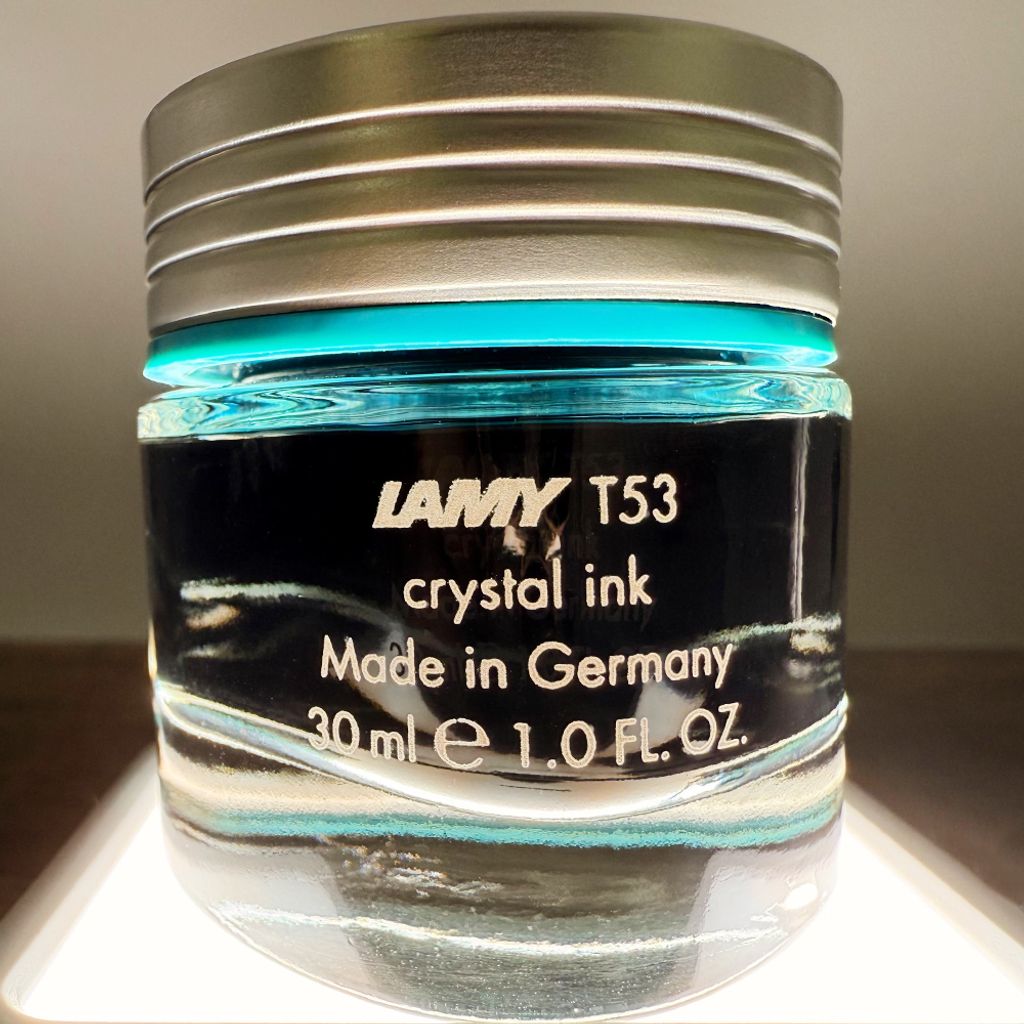 LAMY T53
crystal ink
Made in Germany
30 ml ℮ 1.0 FL. OZ.